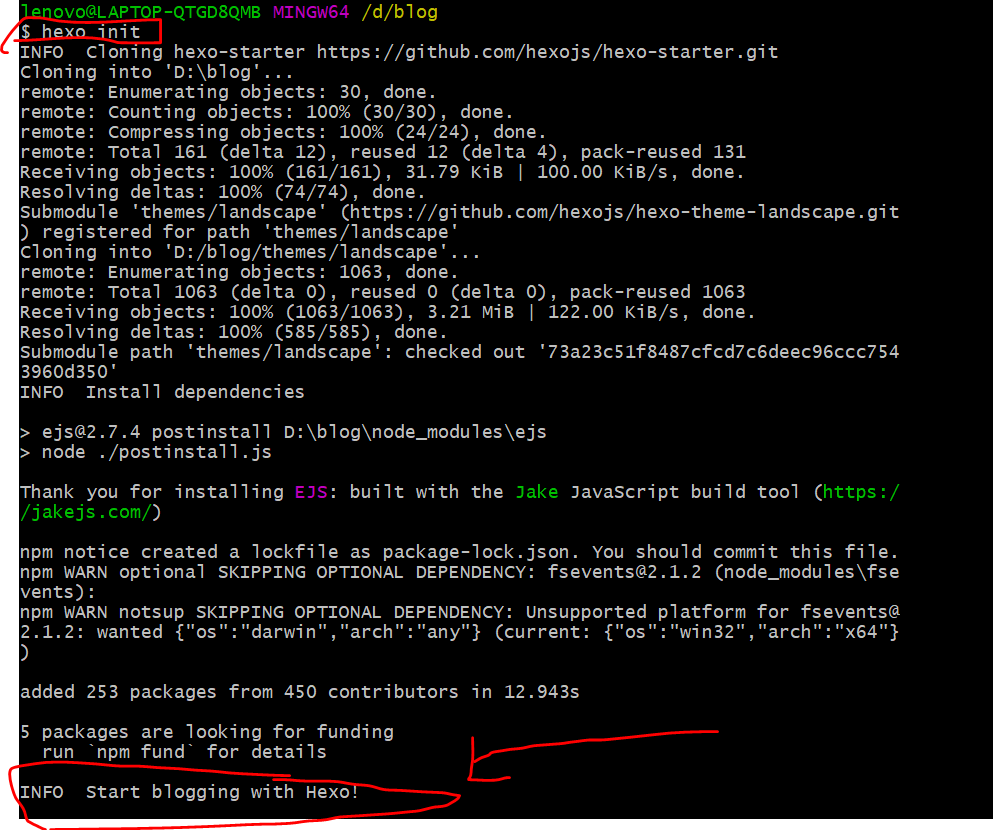 lenovo@LAPTOP-QTGD8QMB MINGW64 /d/blog
$ hexo init
INFO  Cloning hexo-starter https://github.com/hexojs/hexo-starter.git
Cloning into 'D:\blog'...
remote: Enumerating objects: 30, done.
remote: Counting objects: 100% (30/30), done.
remote: Compressing objects: 100% (24/24), done.
remote: Total 161 (delta 12), reused 12 (delta 4), pack-reused 131
Receiving objects: 100% (161/161), 31.79 KiB | 100.00 KiB/s, done.
Resolving deltas: 100% (74/74), done.
Submodule 'themes/landscape' (https://github.com/hexojs/hexo-theme-landscape.git
) registered for path 'themes/landscape'
Cloning into 'D:/blog/themes/landscape'...
remote: Enumerating objects: 1063, done.
remote: Total 1063 (delta 0), reused 0 (delta 0), pack-reused 1063
Receiving objects: 100% (1063/1063), 3.21 MiB | 122.00 KiB/s, done.
Resolving deltas: 100% (585/585), done.
Submodule path 'themes/landscape': checked out '73a23c51f8487cfcd7c6deec96ccc754
3960d350'
INFO  Install dependencies

> ejs@2.7.4 postinstall D:\blog\node_modules\ejs
> node ./postinstall.js

Thank you for installing EJS: built with the Jake JavaScript build tool (https:/
/jakejs.com/)

npm notice created a lockfile as package-lock.json. You should commit this file.
npm WARN optional SKIPPING OPTIONAL DEPENDENCY: fsevents@2.1.2 (node_modules\fse
vents):
npm WARN notsup SKIPPING OPTIONAL DEPENDENCY: Unsupported platform for fsevents@
2.1.2: wanted {"os":"darwin","arch":"any"} (current: {"os":"win32","arch":"x64"}
)

added 253 packages from 450 contributors in 12.943s

5 packages are looking for funding
  run `npm fund` for details

INFO  Start blogging with Hexo!